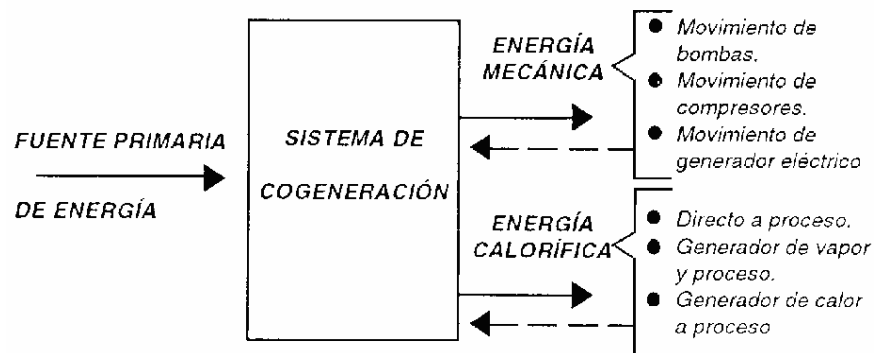 FUENTE PRIMARIA
DE ENERGÍA
SISTEMA DE
COGENERACIÓN
ENERGÍA
MECÁNICA
● Movimiento de
bombas.
● Movimiento de
compresores.
● Movimiento de
generador eléctrico
ENERGÍA
CALORÍFICA
● Directo a proceso.
● Generador de vapor
y proceso.
● Generador de calor
a proceso